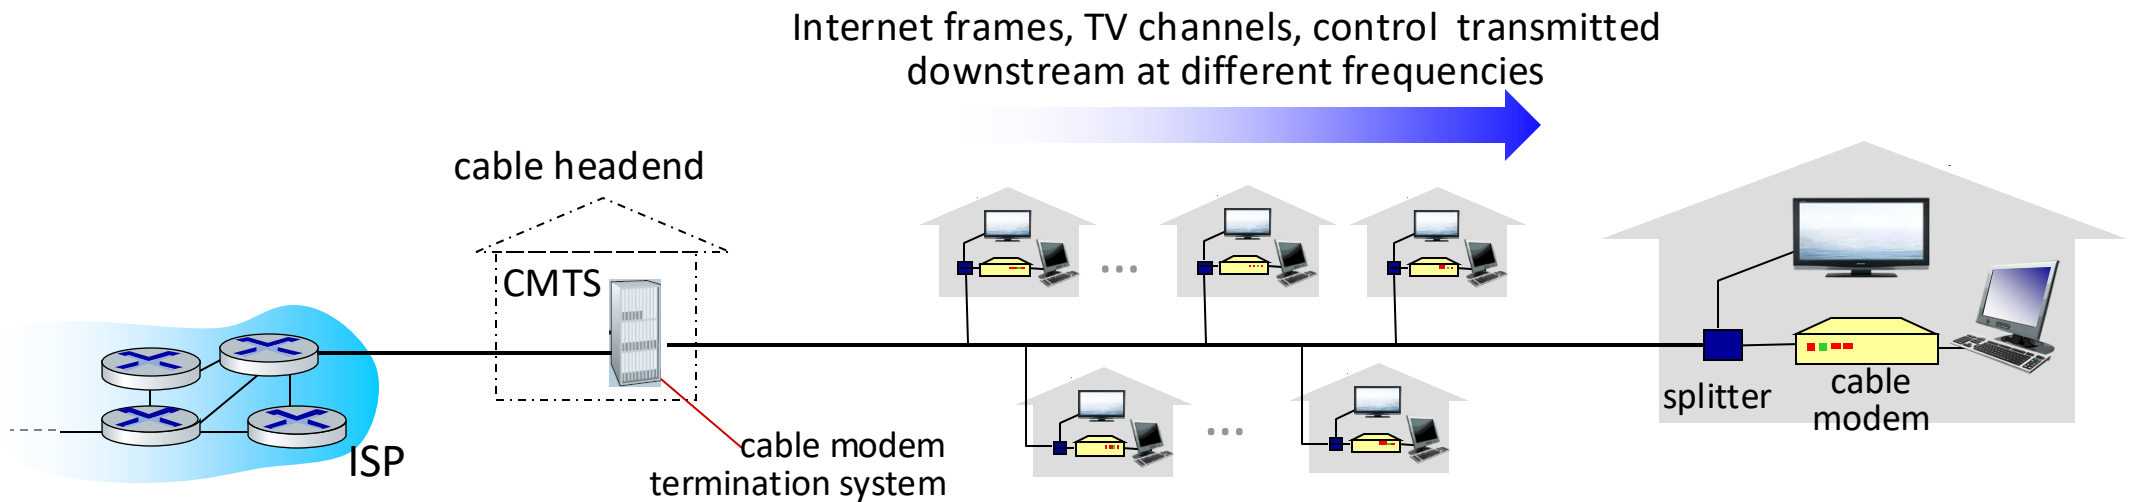 Internet frames, TV channels, control transmitted
downstream at different frequencies
cable headend
CMTS
ISP
cable modem
termination system
splitter
cable
modem